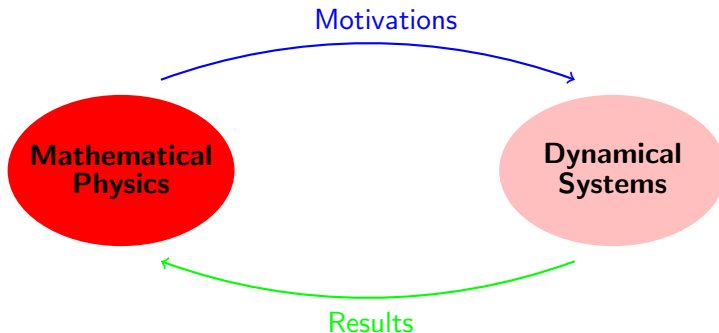 Motivations
Mathematical
Physics
Dynamical
Systems
Results